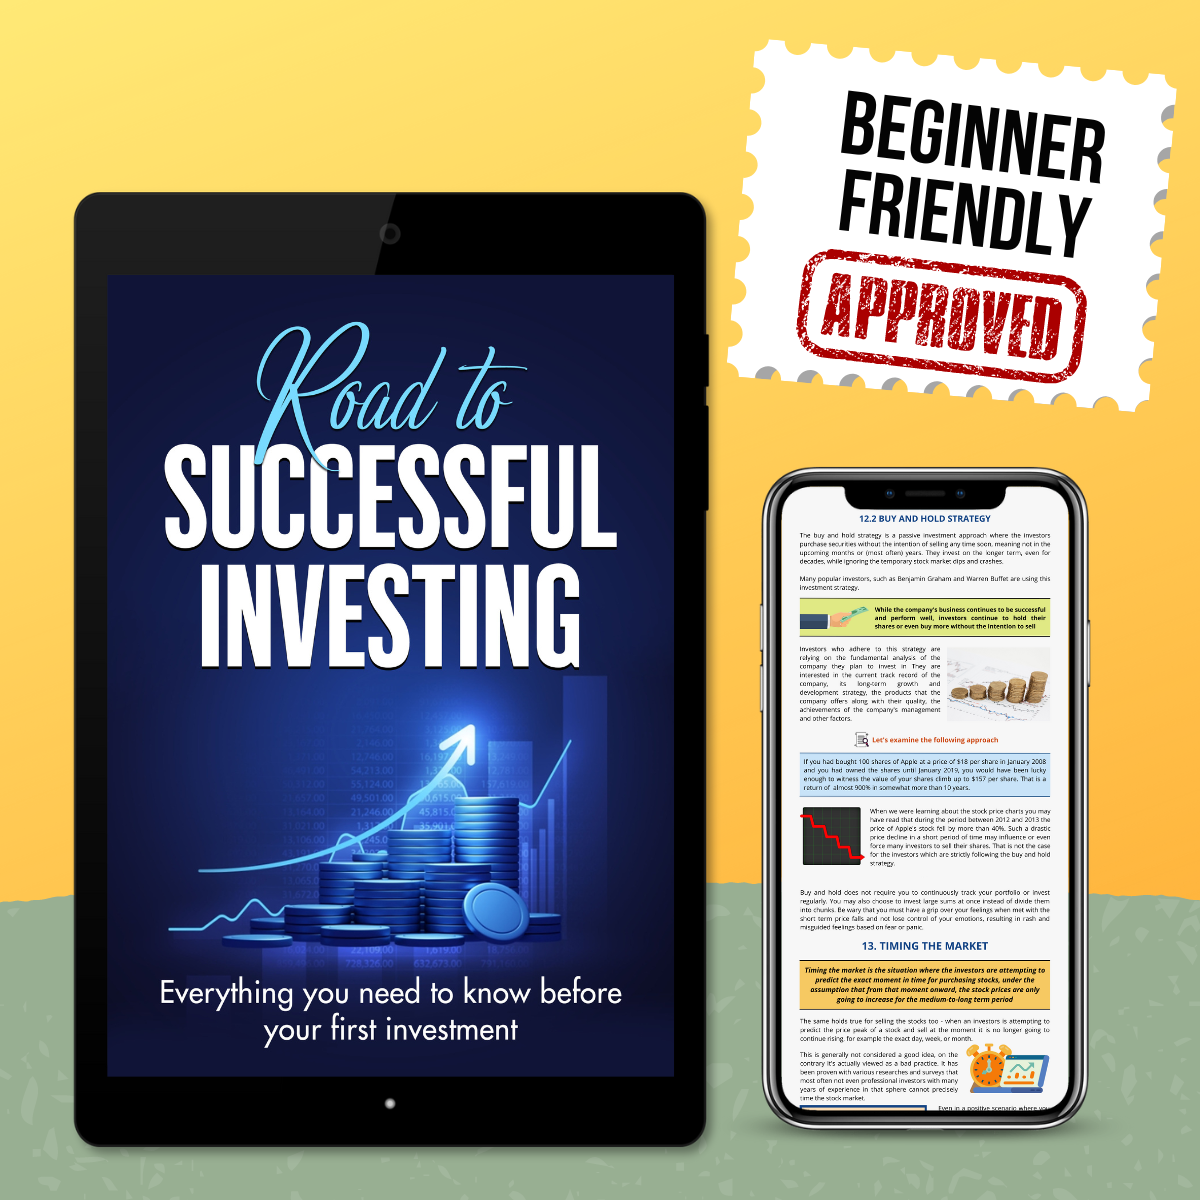 Road to
SUCCESSFUL
INVESTING
Everything you need to know before
your first investment
BEGINNER
FRIENDLY
APPROVED
12.2 BUY AND HOLD STRATEGY
The buy and hold strategy is a passive investment approach where the investors
purchase securities without the intention of selling any time soon, meaning not in the
upcoming months or (most often) years. They invest on the longer term, even for
decades, while ignoring the temporary stock market dips and crashes.
Many popular investors, such as Benjamin Graham and Warren Buffet are using this
investment strategy.
While the company's business continues to be successful
and perform well, investors continue to hold their
shares or even buy more without the intention to sell
Investors who adhere to this strategy are
relying on the fundamental analysis of the
company they plan to invest in They are
interested in the current track record of the
company, its long-term growth and
development strategy, the products that the
company offers along with their quality, the
achievements of the company's management
and other factors.
Let's examine the following approach
If you had bought 100 shares of Apple at a price of $18 per share in January 2008
and you had owned the shares until January 2019, you would have been lucky
enough to witness the value of your shares climb up to $157 per share. That is a
return of almost 900% in somewhat more than 10 years.
When we were learning about the stock price charts you may
have read that during the period between 2012 and 2013 the
price of Apple's stock fell by more than 40%. Such a drastic
price decline in a short period of time may influence or even
force many investors to sell their shares. That is not the case
for the investors which are strictly following the buy and hold
strategy.
Buy and hold does not require you to continuously track your portfolio or invest
regularly. You may also choose to invest large sums at once instead of divide them
into chunks. Be wary that you must have a grip over your feelings when met with the
short term price falls and not lose control of your emotions, resulting in rash and
misguided feelings based on fear or panic.
13. TIMING THE MARKET
Timing the market is the situation where the investors are attempting to
predict the exact moment in time for purchasing stocks, under the
assumption that from that moment onward, the stock prices are only
going to increase for the medium-to-long term period
The same holds true for selling the stocks too - when an investors is attempting to
predict the price peak of a stock and sell at the moment it is no longer going to
continue rising, for example the exact day, week, or month.
This is generally not considered a good idea, on the
contrary it's actually viewed as a bad practice. It has
been proven with various researches and surveys that
most often not even professional investors with many
years of experience in that sphere cannot precisely
time the stock market.
Even in a positive scenario where you